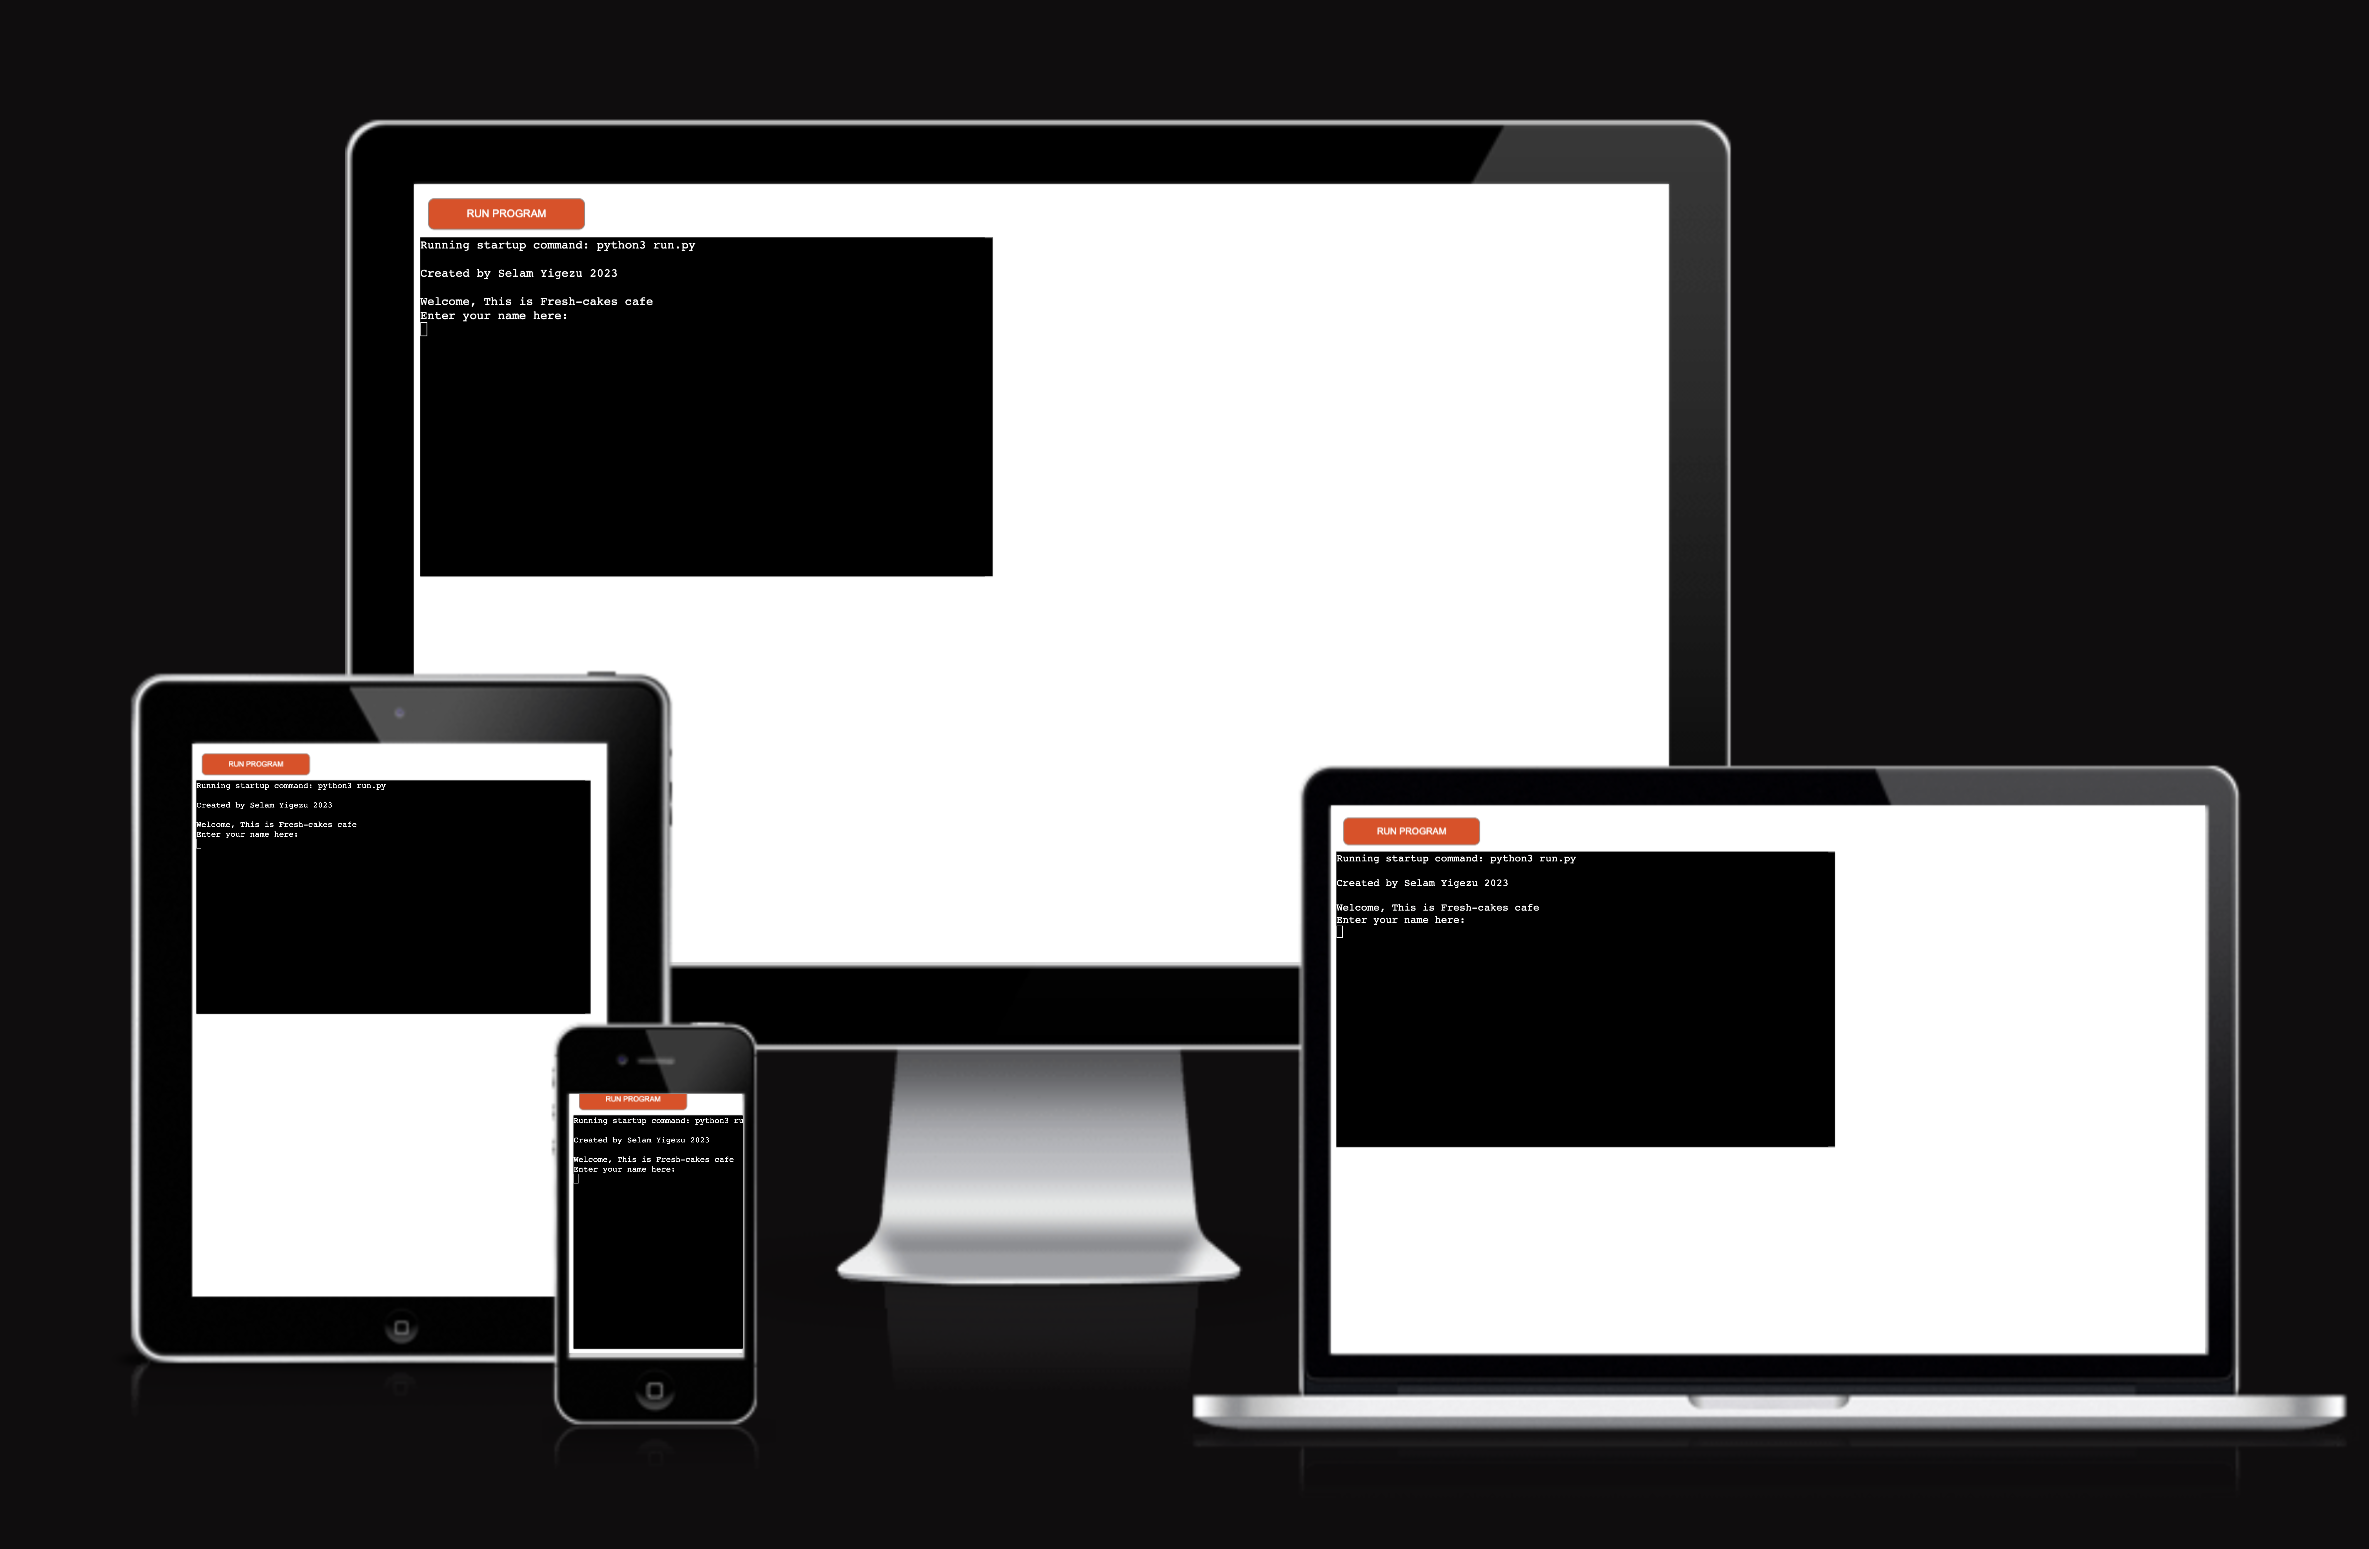 RUN PROGRAM
Running startup command: python3 run.py
Created by Selam Yigezu 2023
Welcome, This is Fresh-cakes cafe
Enter your name here:
RUN PROGRAM
Running startup command: python3 run.py
Created by Selam Yigezu 2023
Welcome, This is Fresh-cakes cafe
Enter your name here:
RUN PROGRAM
Running startup command: python3 run.py
Created by Selam Yigezu 2023
Welcome, This is Fresh-cakes cafe
Enter your name here:
RUN PROGRAM
Running startup command: python3 ru
Created by Selam Yigezu 2023
Welcome, This is Fresh-cakes cafe
Enter your name here: